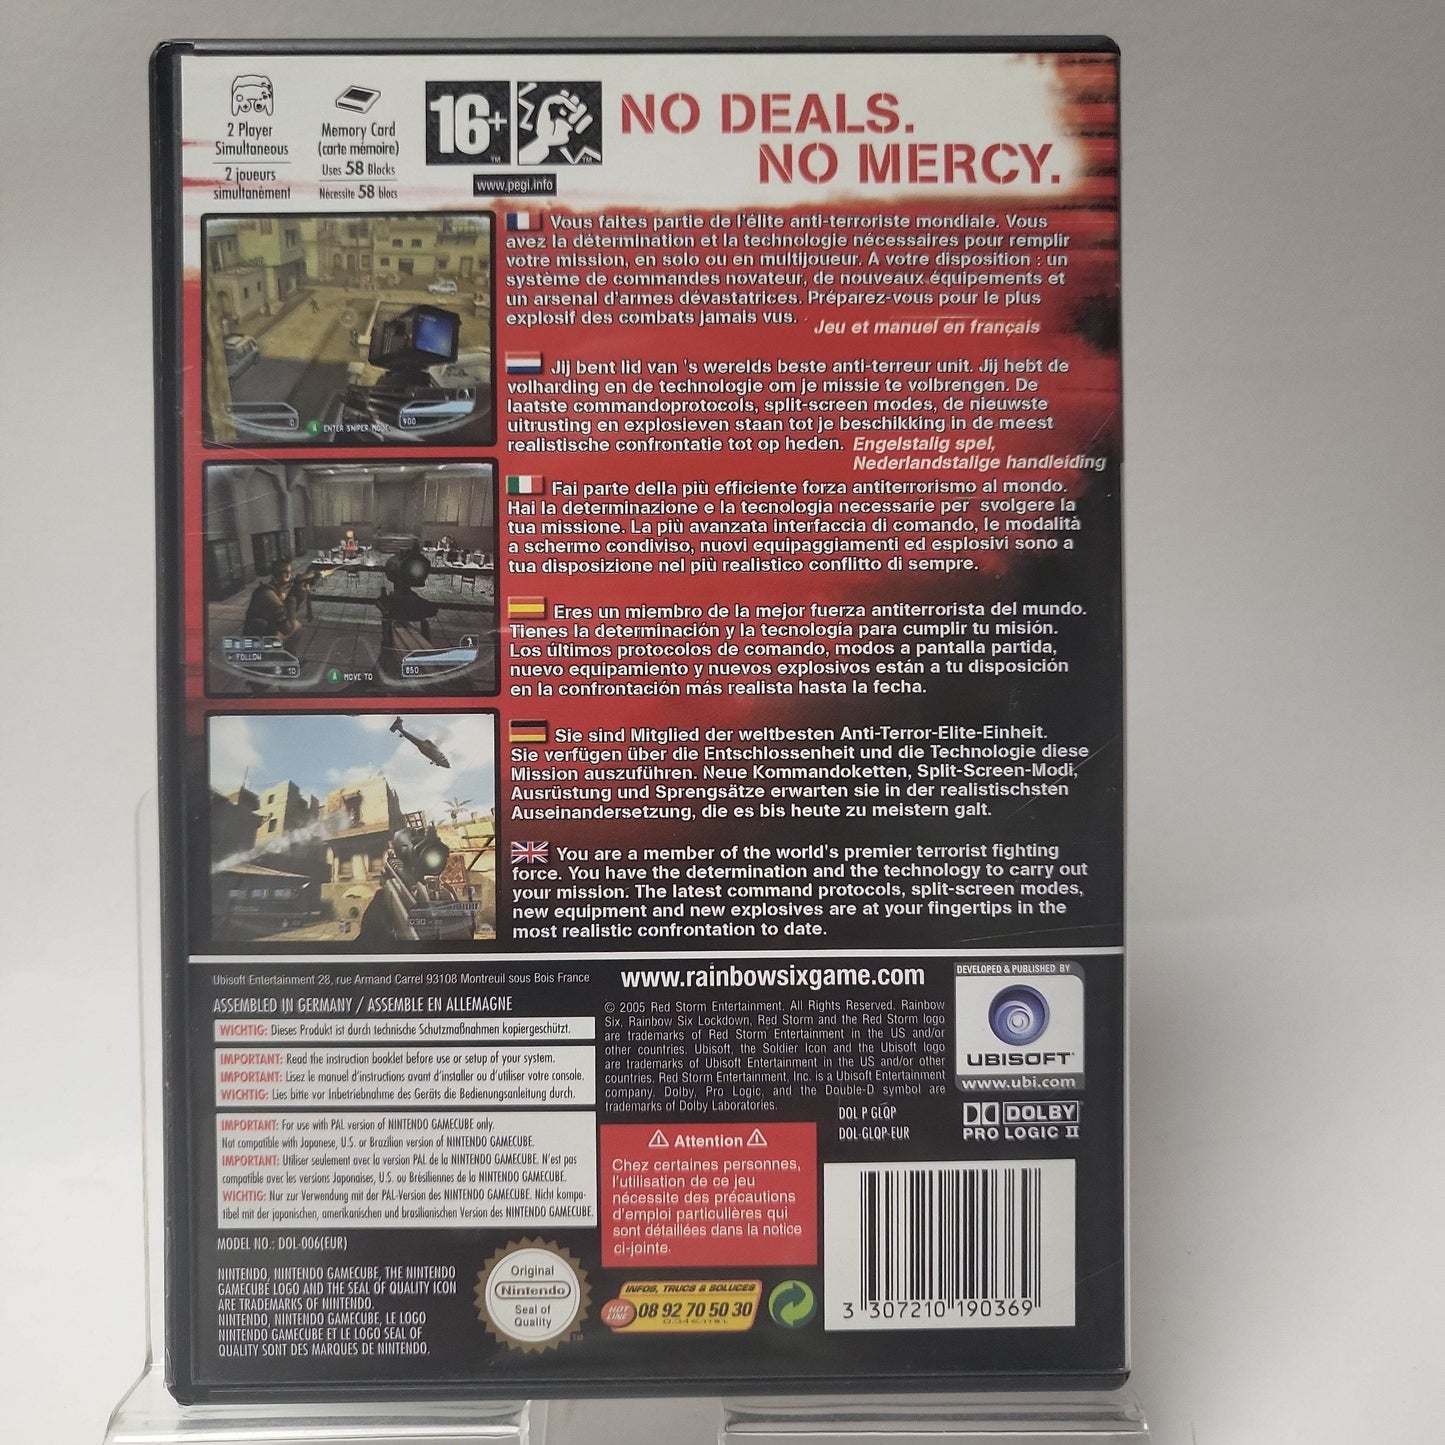 2 Player
Simultaneous
2 joueurs
simultanément
Memory Card
(carte mémoire)
Uses 58 Blocks
Nécessite 58 blocs
16+
www.pegi.info
NO DEALS.
NO MERCY.
Vous faites partie de l'élite anti-terroriste mondiale. Vous
avez la détermination et la technologie nécessaires pour remplir
votre mission, en solo ou en multijoueur. À votre disposition : un
système de commandes novateur, de nouveaux équipements et
un arsenal d'armes dévastatrices. Préparez-vous pour le plus
explosif des combats jamais vus.
Jeu et manuel en français
Jij bent lid van 's werelds beste anti-terreur unit. Jij hebt de
volharding en de technologie om je missie te volbrengen. De
laatste commandoprotocols, split-screen modes, de nieuwste
uitrusting en explosieven staan tot je beschikking in de meest
realistische confrontatie tot op heden. Engelstalig spel,
Nederlandstalige handleiding
Fai parte della più efficiente forza antiterrorismo al mondo.
Hai la determinazione e la tecnologia necessarie per svolgere la
tua missione. La più avanzata interfaccia di comando, le modalità
a schermo condiviso, nuovi equipaggiamenti ed esplosivi sono a
tua disposizione nel più realistico conflitto di sempre.
Eres un miembro de la mejor fuerza antiterrorista del mundo.
Tienes la determinación y la tecnología para cumplir tu misión.
Los últimos protocolos de comando, modos a pantalla partida,
nuevo equipamiento y nuevos explosivos están a tu disposición
en la confrontación más realista hasta la fecha.
Sie sind Mitglied der weltbesten Anti-Terror-Elite-Einheit.
Sie verfügen über die Entschlossenheit und die Technologie diese
Mission auszuführen. Neue Kommandoketten, Split-Screen-Modi,
Ausrüstung und Sprengsätze erwarten sie in der realistischsten
Auseinandersetzung, die es bis heute zu meistern galt.
You are a member of the world's premier terrorist fighting
force. You have the determination and the technology to carry out
your mission. The latest command protocols, split-screen modes,
new equipment and new explosives are at your fingertips in the
most realistic confrontation to date.
0
A ENTER SNIPER MODE
900
FOLLOW
10
A MOVE TO
850
Ubisoft Entertainment 28, rue Armand Carrel 93108 Montreuil sous Bois France
ASSEMBLED IN GERMANY / ASSEMBLE EN ALLEMAGNE
WICHTIG: Dieses Produkt ist durch technische Schutzmaßnahmen kopiergeschützt.
IMPORTANT: Read the instruction booklet before use or setup of your system.
IMPORTANT: Lisez le manuel d'instructions avant d'installer ou d'utiliser votre console.
WICHTIG: Lies bitte vor Inbetriebnahme des Geräts die Bedienungsanleitung durch.
IMPORTANT: For use with PAL version of NINTENDO GAMECUBE only.
Not compatible with Japanese, U.S. or Brazilian version of NINTENDO GAMECUBE.
IMPORTANT: Utiliser seulement avec la version PAL de la NINTENDO GAMECUBE. N'est pas
compatible avec les versions Japonaises, U.S. ou Brésiliennes de la NINTENDO GAMECUBE.
WICHTIG: Nur zur Verwendung mit der PAL-Version des NINTENDO GAMECUBE. Nicht kompa-
tibel mit der japanischen, amerikanischen und brasilianischen Version des NINTENDO GAMECUBE.
MODEL NO.: DOL-006(EUR)
NINTENDO, NINTENDO GAMECUBE, THE NINTENDO
GAMECUBE LOGO AND THE SEAL OF QUALITY ICON
ARE TRADEMARKS OF NINTENDO.
NINTENDO, NINTENDO GAMECUBE, LE LOGO
NINTENDO GAMECUBE ET LE LOGO SEAL OF
QUALITY SONT DES MARQUES DE NINTENDO.
Original
Nintendo
Seal of
Quality
TM
www.rainbowsixgame.com
© 2005 Red Storm Entertainment. All Rights Reserved. Rainbow
Six, Rainbow Six Lockdown, Red Storm and the Red Storm logo
are trademarks of Red Storm Entertainment in the US and/or
other countries. Ubisoft, the Soldier Icon and the Ubisoft logo
are trademarks of Ubisoft Entertainment in the US and/or other
countries. Red Storm Entertainment, Inc. is a Ubisoft Entertainment
company. Dolby, Pro Logic, and the Double-D symbol are
trademarks of Dolby Laboratories.
DOL P GLQP
DOL-GLQP-EUR
DEVELOPED & PUBLISHED BY
UBISOFT
www.ubi.com
DOLBY
PRO LOGIC II
Attention
Chez certaines personnes,
l'utilisation de ce jeu
nécessite des précautions
d'emploi particulières qui
sont détaillées dans la notice
ci-jointe.
INFOS, TRUCS & SOLUCES
HOT LINE
08 92 70 50 30
0.34 €/min.
3 307210 190369